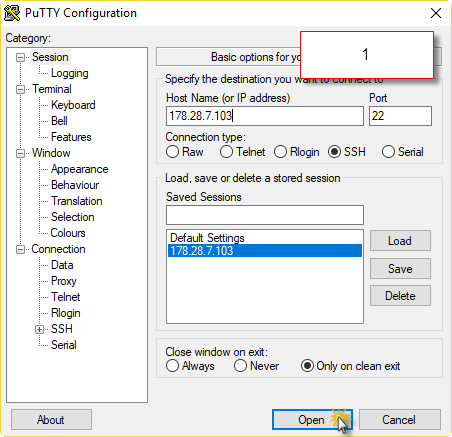 PuTTY Configuration
Category:
Session
Logging
Terminal
Keyboard
Bell
Features
Window
Appearance
Behaviour
Translation
Selection
Colours
Connection
Data
Proxy
Telnet
Rlogin
SSH
Serial
Basic options for yo
1
Specify the destination you want to connect to
Host Name (or IP address) Port
178.28.7.103 22
Connection type:
Raw Telnet Rlogin SSH Serial
Load, save or delete a stored session
Saved Sessions
Default Settings
178.28.7.103
Load
Save
Delete
Close window on exit:
Always Never Only on clean exit
About Open Cancel